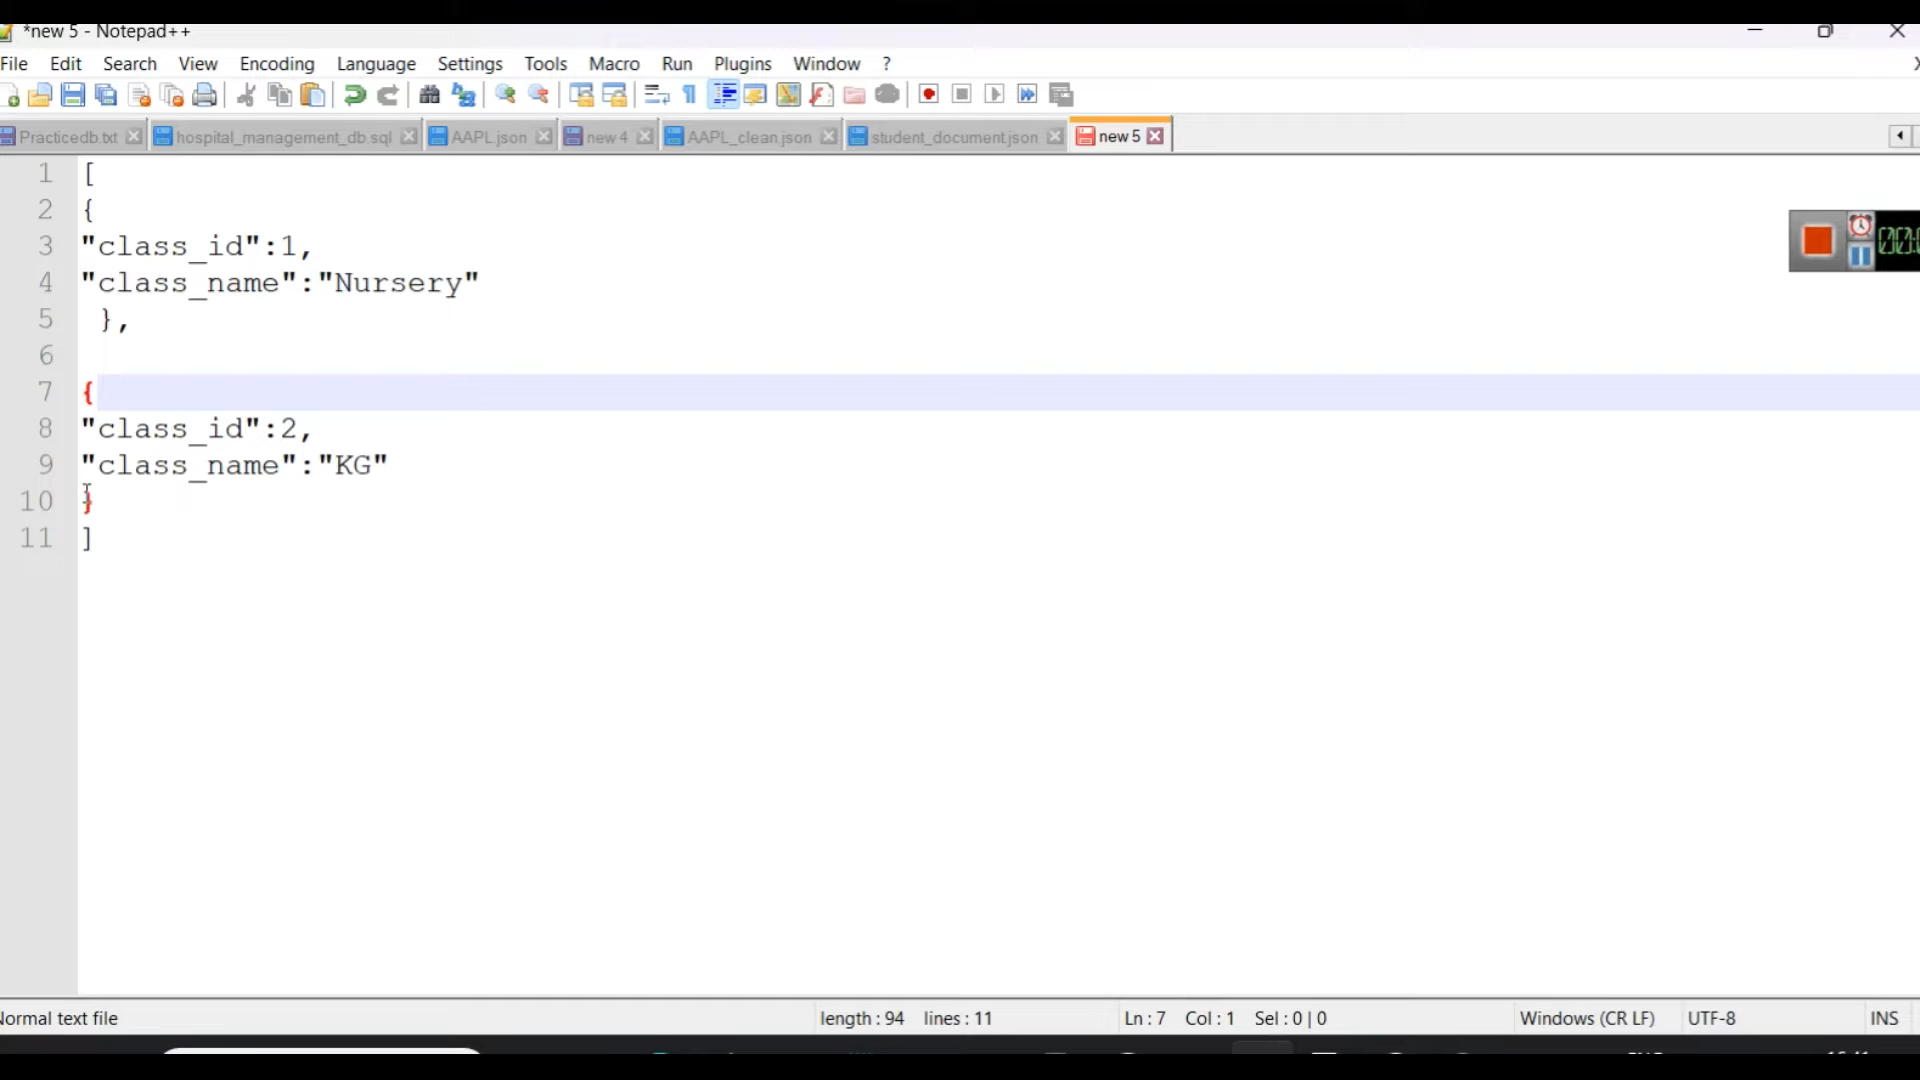 *new 5 - Notepad++
File Edit Search View Encoding Language Settings Tools Macro Run Plugins Window ?
Practicedb.txt hospital_management_db.sql AAPL.json new 4 AAPL_clean.json student_document.json new 5
1 [
2 {
3 "class_id":1,
4 "class_name":"Nursery"
5 },
6
7 {
8 "class_id":2,
9 "class_name":"KG"
10 }
11 ]
Normal text file length : 94 lines : 11 Ln : 7 Col : 1 Sel : 0 | 0 Windows (CR LF) UTF-8 INS